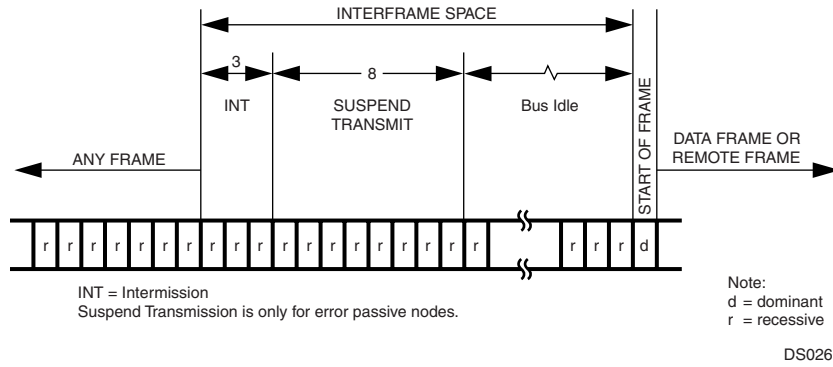 INTERFRAME SPACE
3
8
INT
SUSPEND
TRANSMIT
Bus Idle
START OF FRAME
ANY FRAME
DATA FRAME OR
REMOTE FRAME
r r r r r r r r r r r r r r r r r r r r r r d
INT = Intermission
Suspend Transmission is only for error passive nodes.
Note:
d = dominant
r = recessive
DS026